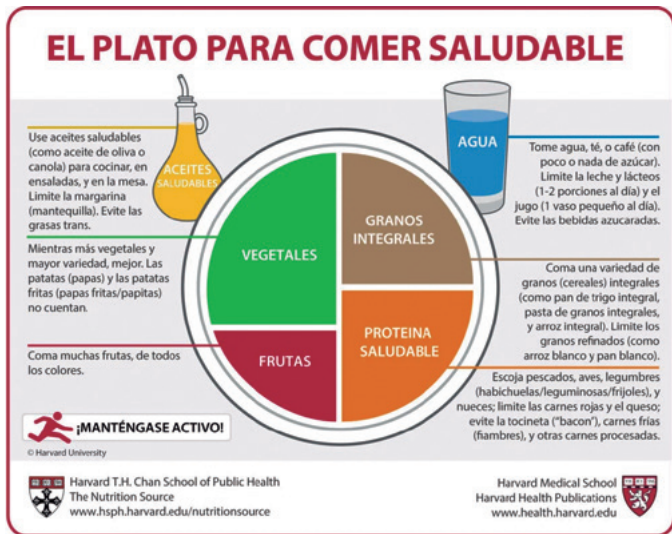 EL PLATO PARA COMER SALUDABLE
Use aceites saludables
(como aceite de oliva o
canola) para cocinar, en
ensaladas, y en la mesa.
Limite la margarina
(mantequilla). Evite las
grasas trans.
ACEITES
SALUDABLES
AGUA
Tome agua, té, o café (con
poco o nada de azúcar).
Limite la leche y lácteos
(1-2 porciones al día) y el
jugo (1 vaso pequeño al día).
Evite las bebidas azucaradas.
Mientras más vegetales y
mayor variedad, mejor. Las
patatas (papas) y las patatas
fritas (papas fritas/papitas)
no cuentan.
VEGETALES
GRANOS
INTEGRALES
Coma una variedad de
granos (cereales) integrales
(como pan de trigo integral,
pasta de granos integrales,
y arroz integral). Limite los
granos refinados (como
arroz blanco y pan blanco).
Coma muchas frutas, de todos
los colores.
FRUTAS
PROTEINA
SALUDABLE
Escoja pescados, aves, legumbres
(habichuelas/leguminosas/frijoles), y
nueces; limite las carnes rojas y el queso;
evite la tocineta ("bacon"), carnes frías
(fiambres), y otras carnes procesadas.
¡MANTÉNGASE ACTIVO!
© Harvard University
Harvard T.H. Chan School of Public Health
The Nutrition Source
www.hsph.harvard.edu/nutritionsource
Harvard Medical School
Harvard Health Publications
www.health.harvard.edu